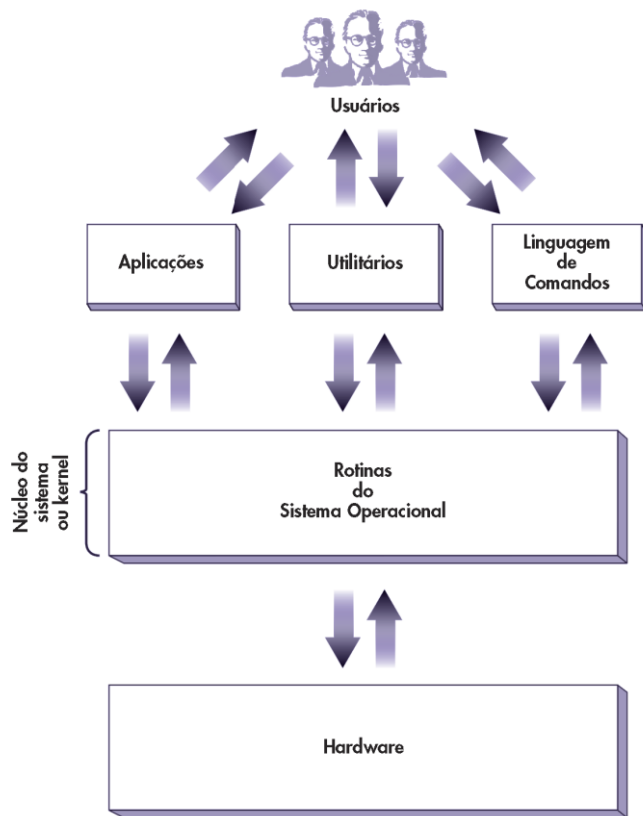 Usuários
Aplicações
Utilitários
Linguagem
de
Comandos
Núcleo do
sistema
ou kernel
Rotinas
do
Sistema Operacional
Hardware